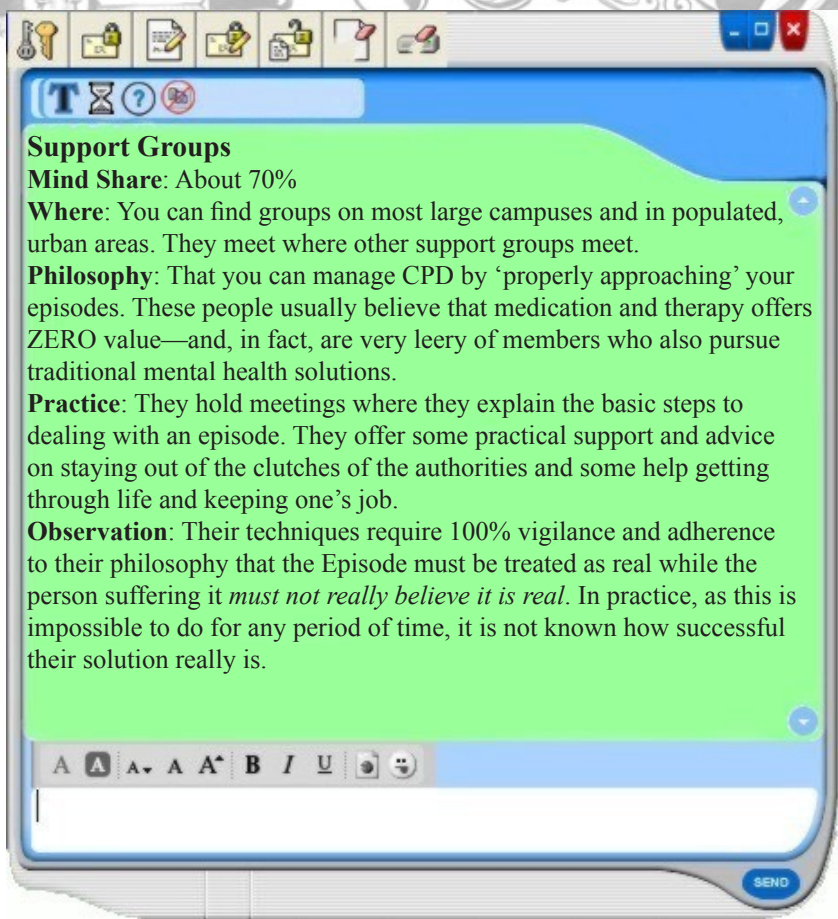 T ?
Support Groups
Mind Share: About 70%
Where: You can find groups on most large campuses and in populated,
urban areas. They meet where other support groups meet.
Philosophy: That you can manage CPD by ‘properly approaching’ your
episodes. These people usually believe that medication and therapy offers
ZERO value—and, in fact, are very leery of members who also pursue
traditional mental health solutions.
Practice: They hold meetings where they explain the basic steps to
dealing with an episode. They offer some practical support and advice
on staying out of the clutches of the authorities and some help getting
through life and keeping one’s job.
Observation: Their techniques require 100% vigilance and adherence
to their philosophy that the Episode must be treated as real while the
person suffering it must not really believe it is real. In practice, as this is
impossible to do for any period of time, it is not known how successful
their solution really is.
A A A A A B I U
SEND